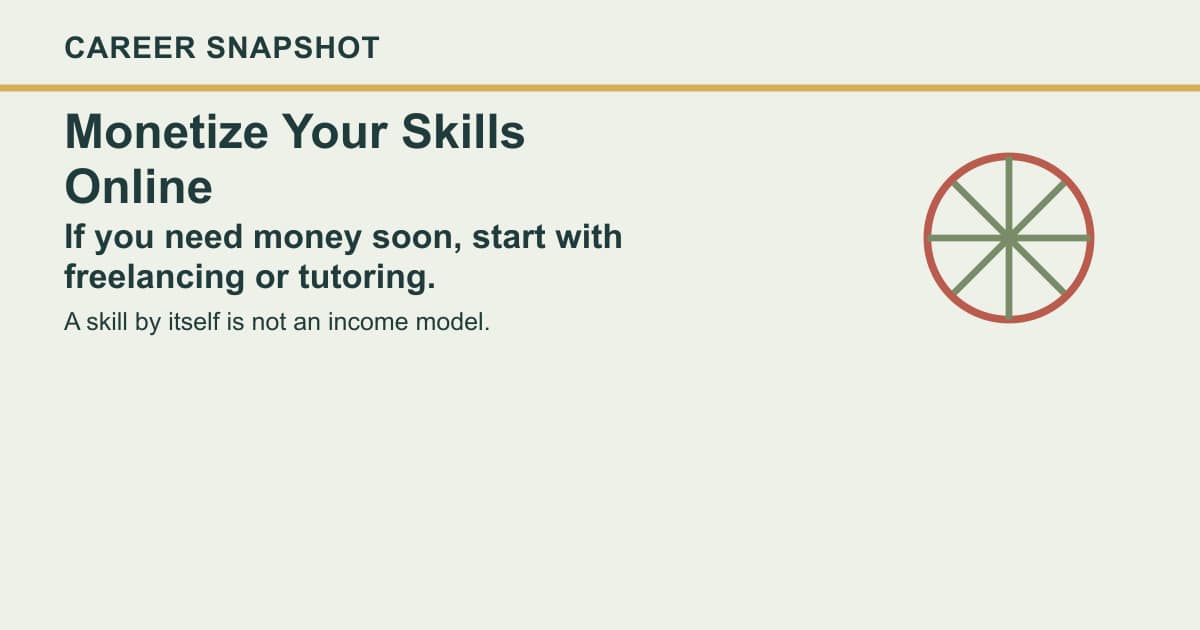 CAREER SNAPSHOT
Monetize Your Skills
Online
If you need money soon, start with
freelancing or tutoring.
A skill by itself is not an income model.